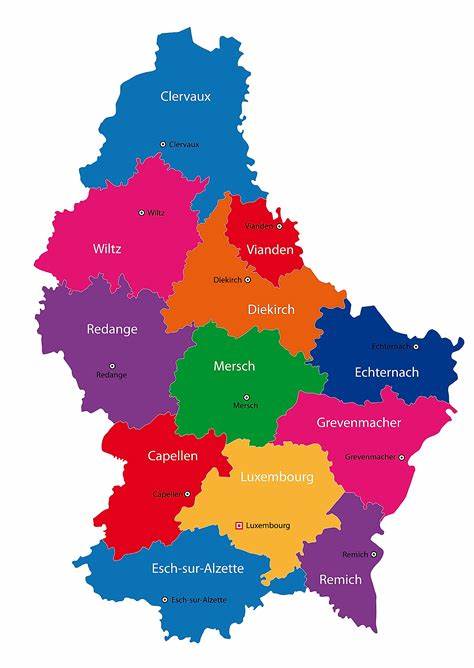 Clervaux
Clervaux
Wiltz
Wiltz
Vianden
Vianden
Diekirch
Diekirch
Redange
Redange
Mersch
Mersch
Echternach
Echternach
Grevenmacher
Grevenmacher
Capellen
Capellen
Luxembourg
Luxembourg
Esch-sur-Alzette
Esch-sur-Alzette
Remich
Remich